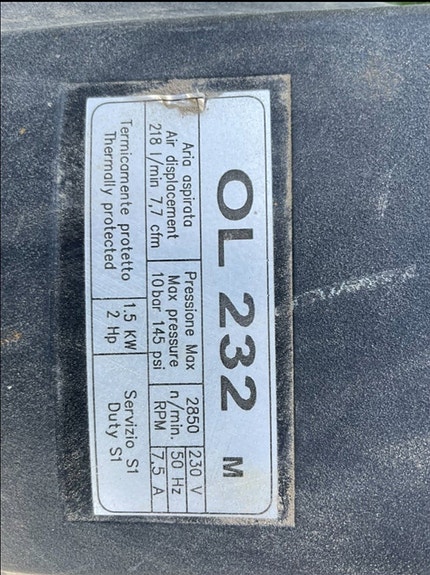 OL 232 M
Aria aspirata
Air displacement
218 l/min 7,7 cfm
Pressione Max
Max pressure
10 bar 145 psi
2850
n/min.
RPM
230 V
50 Hz
7,5 A
Termicamente protetto
Thermally protected
1,5 KW
2 Hp
Servizio S1
Duty S1